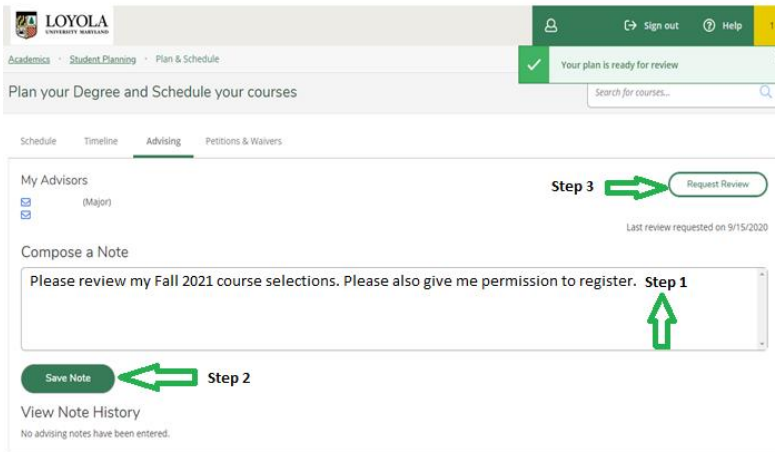 LOYOLA
UNIVERSITY MARYLAND
Sign out
Help
1
Academics · Student Planning · Plan & Schedule
Your plan is ready for review
Plan your Degree and Schedule your courses
Search for courses...
Schedule Timeline Advising Petitions & Waivers
My Advisors
(Major)
Step 3
Request Review
Last review requested on 9/15/2020
Compose a Note
Please review my Fall 2021 course selections. Please also give me permission to register. Step 1
Save Note
Step 2
View Note History
No advising notes have been entered.